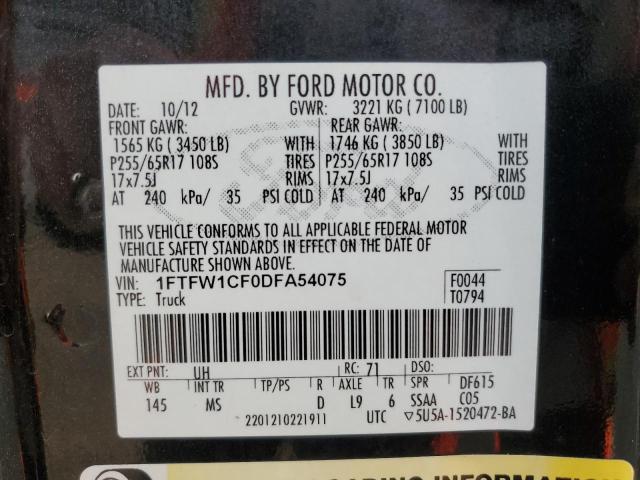 MFD. BY FORD MOTOR CO.
DATE: 10/12 GVWR: 3221 KG ( 7100 LB)
FRONT GAWR: REAR GAWR:
1565 KG ( 3450 LB) WITH 1746 KG ( 3850 LB) WITH
P255/65R17 108S TIRES P255/65R17 108S TIRES
17x7.5J RIMS 17x7.5J RIMS
AT 240 kPa/ 35 PSI COLD AT 240 kPa/ 35 PSI COLD
THIS VEHICLE CONFORMS TO ALL APPLICABLE FEDERAL MOTOR
VEHICLE SAFETY STANDARDS IN EFFECT ON THE DATE OF
MANUFACTURE SHOWN ABOVE.
VIN: 1FTFW1CF0DFA54075 F0044
TYPE: Truck T0794
EXT PNT: UH RC: 71 DSO:
WB INT TR TP/PS R AXLE TR SPR DF615
145 MS D L9 6 SSAA C05
2201210221911 UTC ▽5U5A-1520472-BA
LOADING INFORMATION